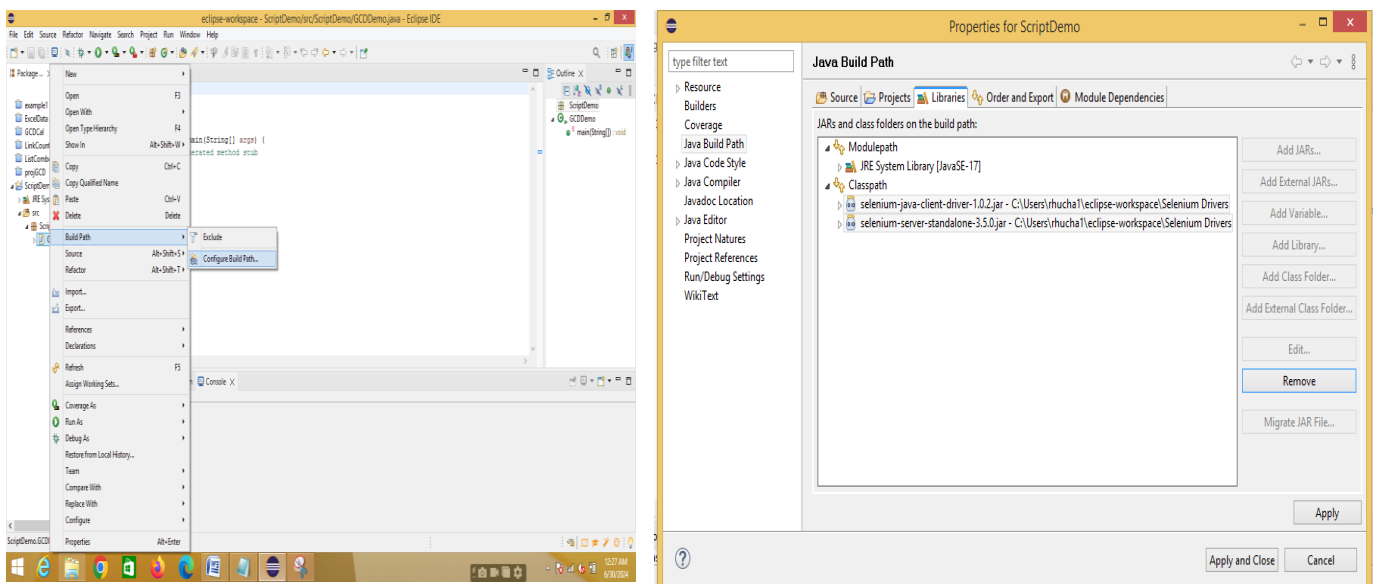 eclipse-workspace - ScriptDemo/src/ScriptDemo/GCDDemo.java - Eclipse IDE
File Edit Source Refactor Navigate Search Project Run Window Help
Package...
example1
ExcelData
GCDCal
LinkCount
ListCombo
projGCD
ScriptDem
JRE Sys
src
Scri
New
Open F3
Open With
Open Type Hierarchy F4
Show In Alt+Shift+W
Copy Ctrl+C
Copy Qualified Name
Paste Ctrl+V
Delete Delete
Build Path
Source Alt+Shift+S
Refactor Alt+Shift+T
Import...
Export...
References
Declarations
Refresh F5
Assign Working Sets...
Coverage As
Run As
Debug As
Restore from Local History...
Team
Compare With
Replace With
Configure
Properties Alt+Enter
Exclude
Configure Build Path...
main(String[] args) {
erated method stub
Console
Outline
ScriptDemo
GCDDemo
main(String[]) : void
ScriptDemo.GCD
12:27 AM
6/30/2024
Properties for ScriptDemo
type filter text
Resource
Builders
Coverage
Java Build Path
Java Code Style
Java Compiler
Javadoc Location
Java Editor
Project Natures
Project References
Run/Debug Settings
WikiText
Java Build Path
Source Projects Libraries Order and Export Module Dependencies
JARs and class folders on the build path:
Modulepath
JRE System Library [JavaSE-17]
Classpath
selenium-java-client-driver-1.0.2.jar - C:\Users\rhucha1\eclipse-workspace\Selenium Drivers
selenium-server-standalone-3.5.0.jar - C:\Users\rhucha1\eclipse-workspace\Selenium Drivers
Add JARs...
Add External JARs...
Add Variable...
Add Library...
Add Class Folder...
Add External Class Folder...
Edit...
Remove
Migrate JAR File...
Apply
Apply and Close Cancel